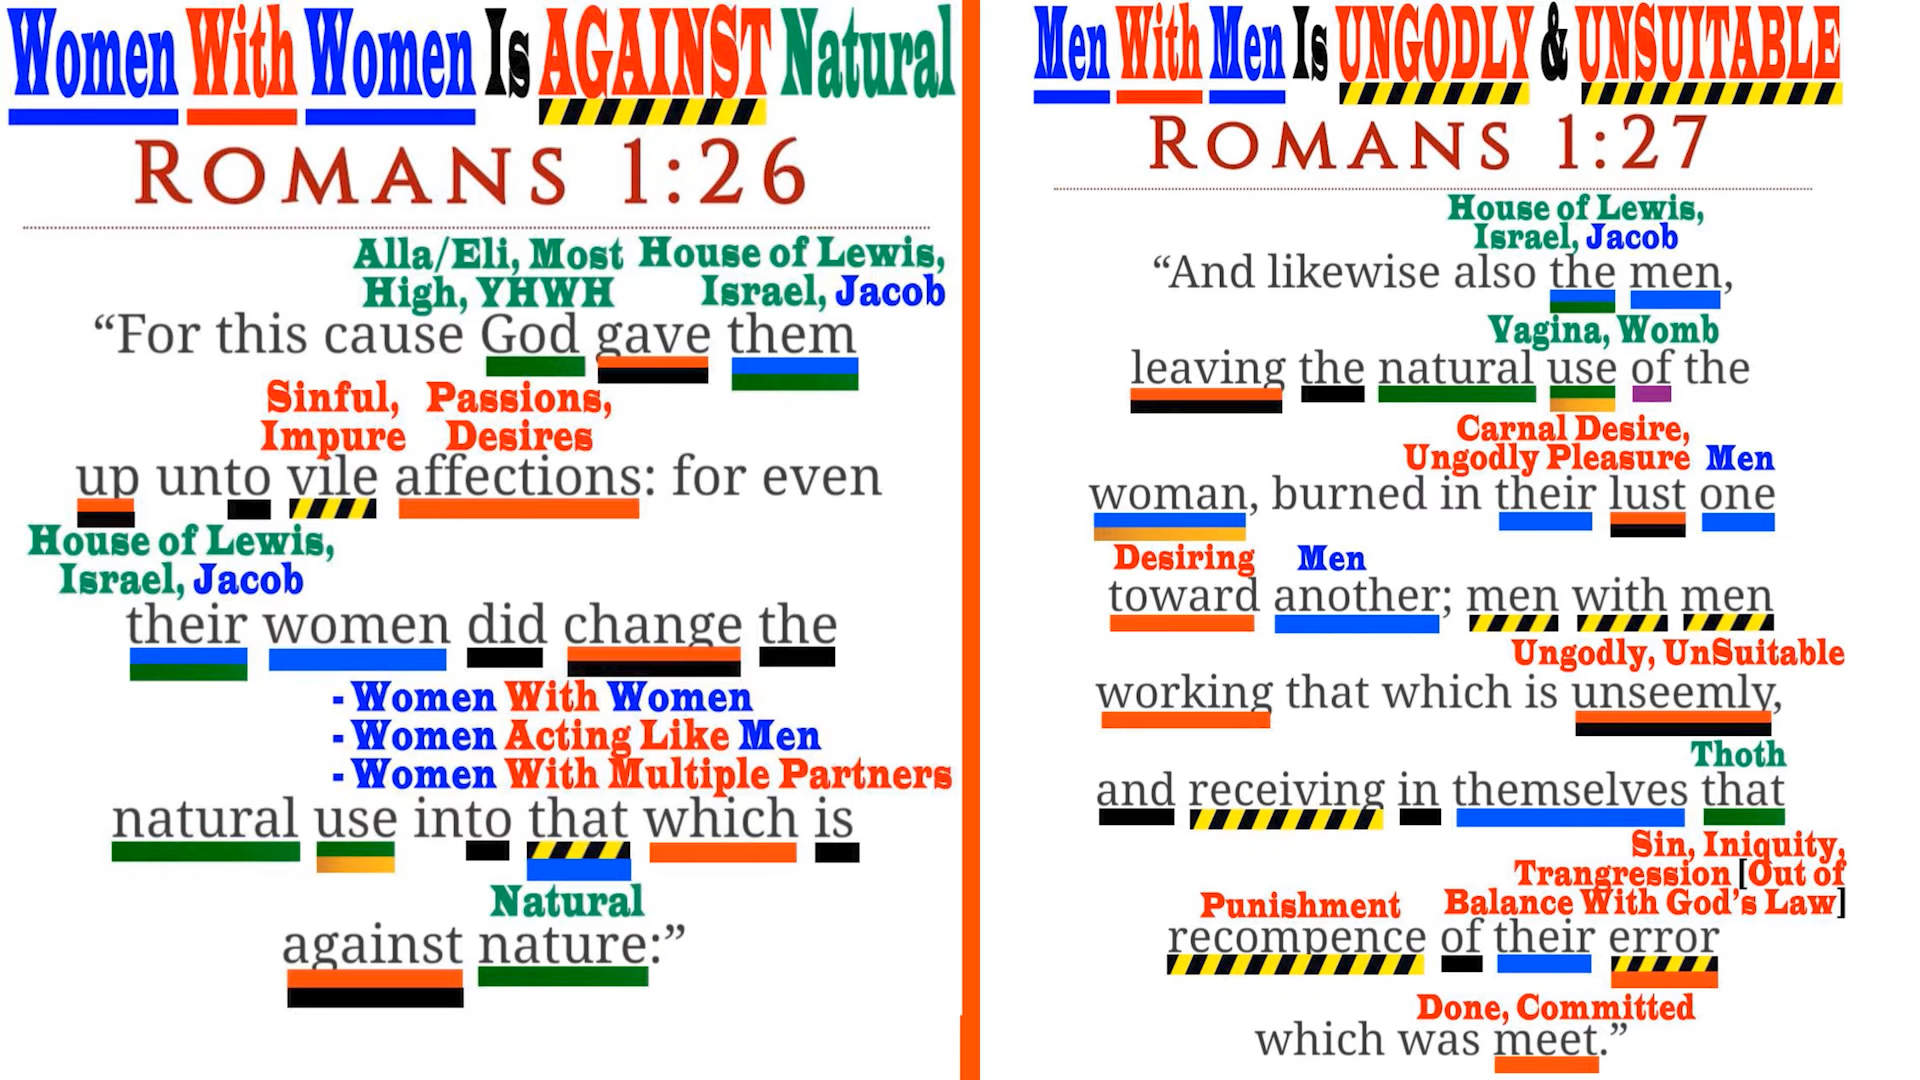 Women With Women Is AGAINST Natural
ROMANS 1:26
Alla/Eli, Most House of Lewis,
High, YHWH Israel, Jacob
“For this cause God gave them
Sinful, Passions,
Impure Desires
up unto vile affections: for even
House of Lewis,
Israel, Jacob
their women did change the
- Women With Women
- Women Acting Like Men
- Women With Multiple Partners
natural use into that which is
Natural
against nature:”
Men With Men Is UNGODLY & UNSUITABLE
ROMANS 1:27
House of Lewis,
Israel, Jacob
“And likewise also the men,
Vagina, Womb
leaving the natural use of the
Carnal Desire,
Ungodly Pleasure Men
woman, burned in their lust one
Desiring Men
toward another; men with men
Ungodly, UnSuitable
working that which is unseemly,
Thoth
and receiving in themselves that
Sin, Iniquity,
Trangression [Out of
Punishment Balance With God's Law]
recompence of their error
Done, Committed
which was meet.”